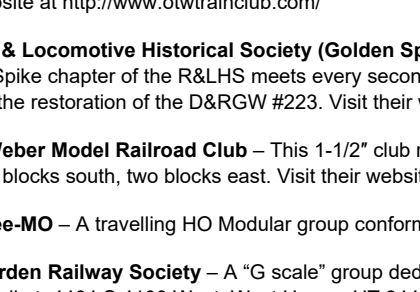 site at http://www.otwtrainclub.com/
& Locomotive Historical Society (Golden Sp
Spike chapter of the R&LHS meets every secon
the restoration of the D&RGW #223. Visit their
Weber Model Railroad Club – This 1-1/2″ club
blocks south, two blocks east. Visit their websit
ee-MO – A travelling HO Modular group conform
rden Railway Society – A “G scale” group ded